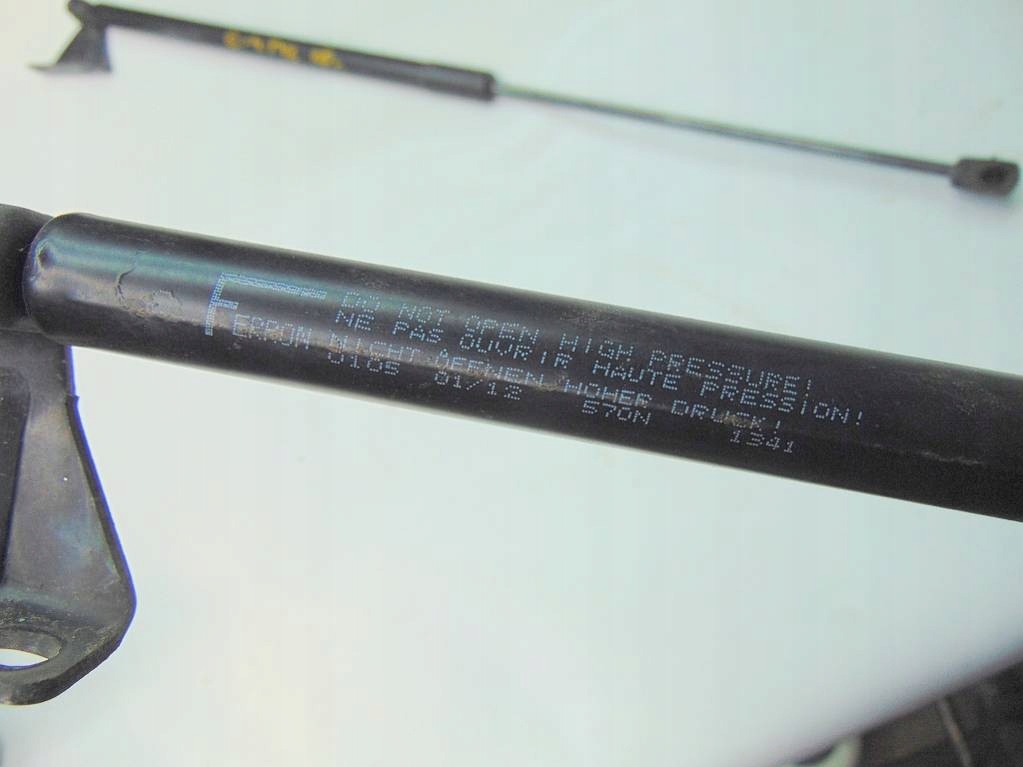 DO NOT OPEN HIGH PRESSURE!
NE PAS OUVRIR HAUTE PRESSION!
FERRON NICHT OEFFNEN HOHER DRUCK!
0105 01/12 570N 1341